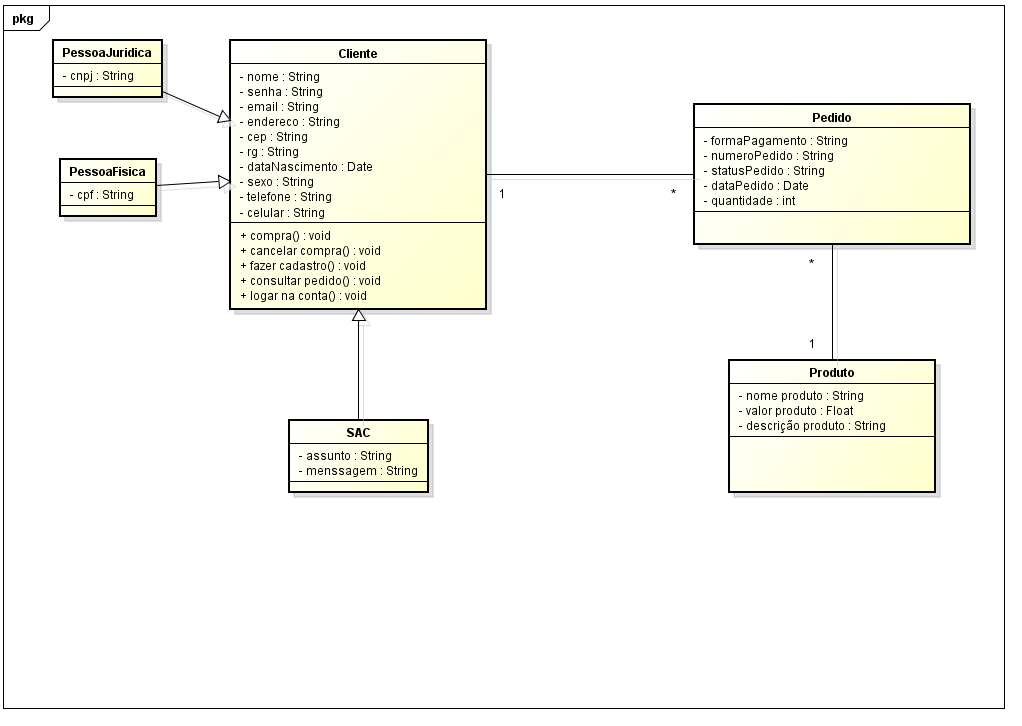 pkg
PessoaJuridica
- cnpj : String
PessoaFisica
- cpf : String
Cliente
- nome : String
- senha : String
- email : String
- endereco : String
- cep : String
- rg : String
- dataNascimento : Date
- sexo : String
- telefone : String
- celular : String
+ compra() : void
+ cancelar compra() : void
+ fazer cadastro() : void
+ consultar pedido() : void
+ logar na conta() : void
1
*
Pedido
- formaPagamento : String
- numeroPedido : String
- statusPedido : String
- dataPedido : Date
- quantidade : int
*
1
Produto
- nome produto : String
- valor produto : Float
- descrição produto : String
SAC
- assunto : String
- menssagem : String